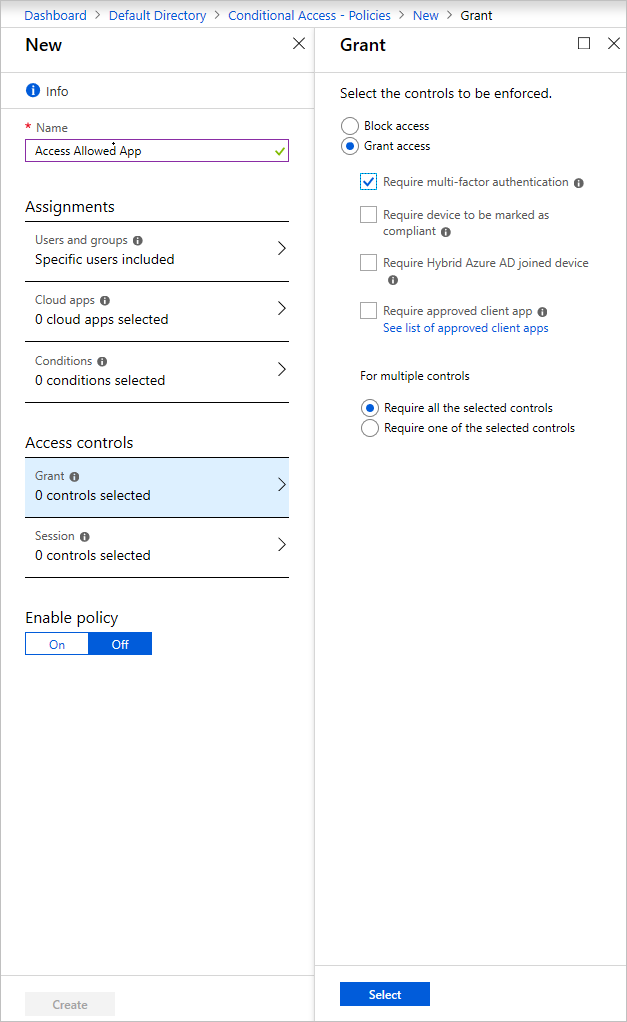 Dashboard > Default Directory > Conditional Access - Policies > New > Grant
New
Info
* Name
Access Allowed App
Assignments
Users and groups
Specific users included
Cloud apps
0 cloud apps selected
Conditions
0 conditions selected
Access controls
Grant
0 controls selected
Session
0 controls selected
Enable policy
On Off
Create
Grant
Select the controls to be enforced.
Block access
Grant access
Require multi-factor authentication
Require device to be marked as
compliant
Require Hybrid Azure AD joined device
Require approved client app
See list of approved client apps
For multiple controls
Require all the selected controls
Require one of the selected controls
Select